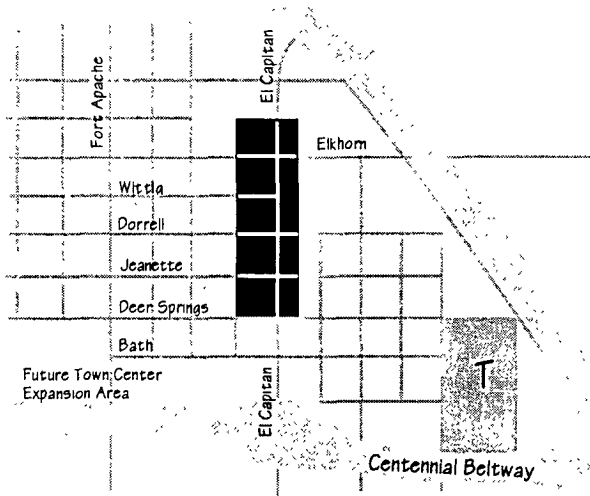 El Capitan
Fort Apache
Elkhorn
Wittig
Dorrell
Jeanette
Deer Springs
Bath
Future Town Center
Expansion Area
El Capitan
T
Centennial Beltway